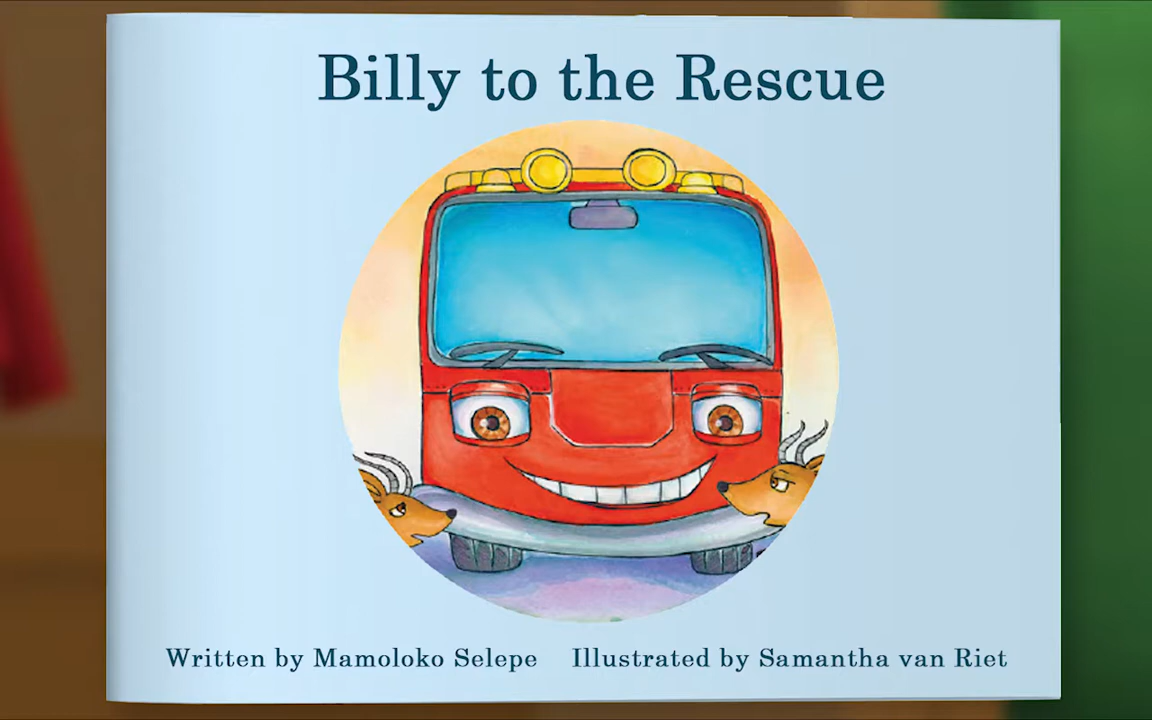 Billy to the Rescue
Written by Mamoloko Selepe Illustrated by Samantha van Riet